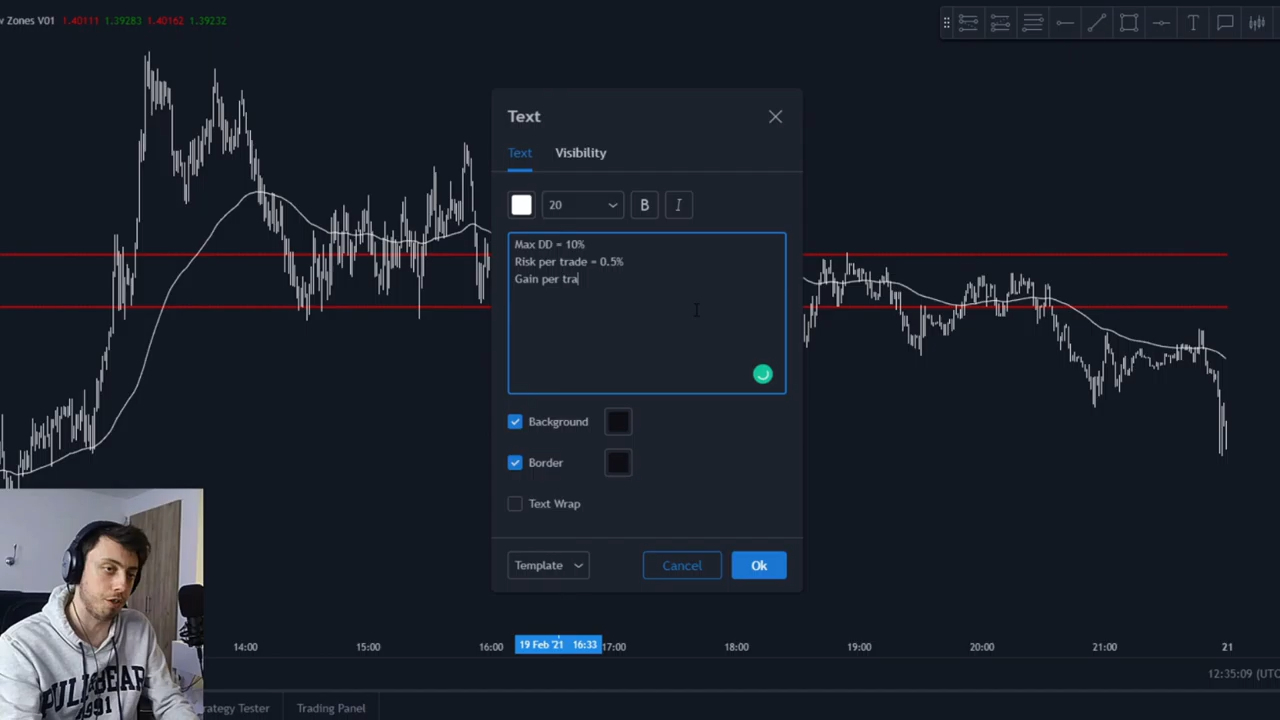 w Zones V01 1.40111 1.39283 1.40162 1.39232
Text
Text Visibility
20 B I
Max DD = 10%
Risk per trade = 0.5%
Gain per tra
Background
Border
Text Wrap
Template Cancel Ok
14:00 15:00 16:00 19 Feb '21 16:33 17:00 18:00 19:00 20:00 21:00 21
12:35:09 (UTC
PULL&BEAR
1991
rategy Tester Trading Panel